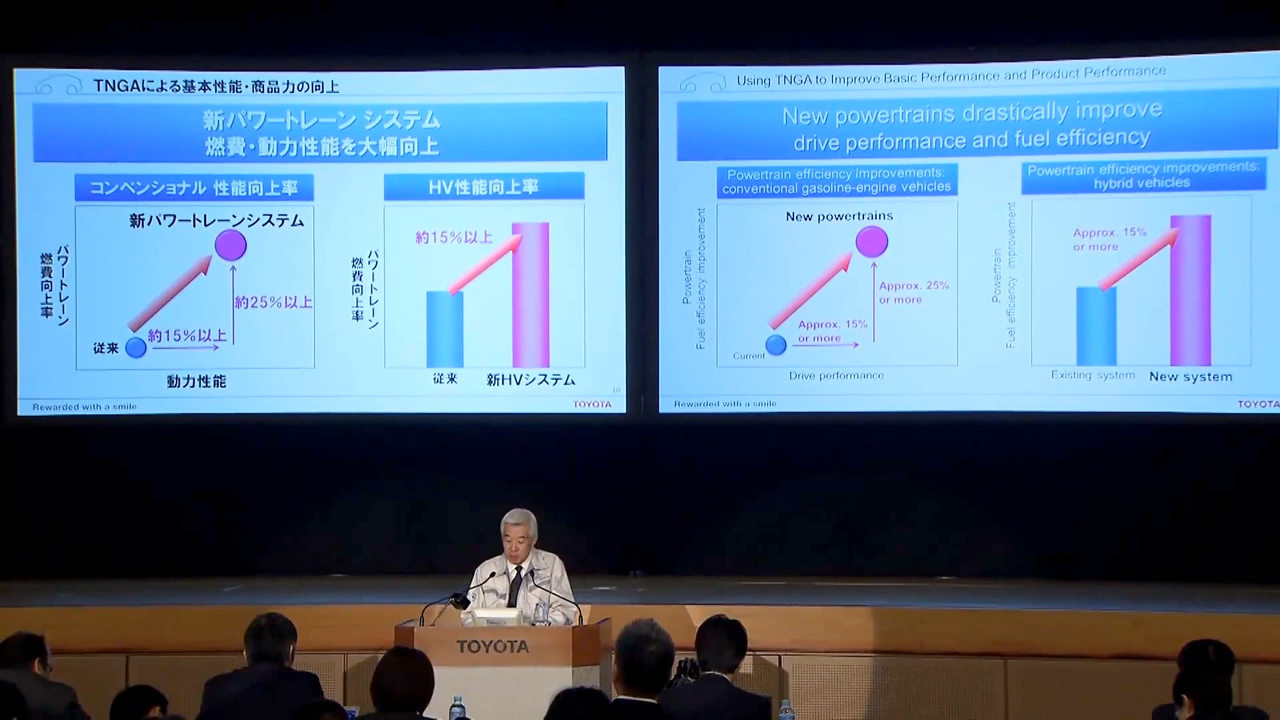 TNGAによる基本性能・商品力の向上
新パワートレーン システム
燃費・動力性能を大幅向上
コンベンショナル 性能向上率
新パワートレーンシステム
パワートレーン
燃費向上率
約25%以上
約15%以上
従来
動力性能
HV性能向上率
パワートレーン
燃費向上率
約15%以上
従来
新HVシステム
10
Rewarded with a smile
TOYOTA
Using TNGA to Improve Basic Performance and Product Performance
New powertrains drastically improve
drive performance and fuel efficiency
Powertrain efficiency improvements:
conventional gasoline-engine vehicles
New powertrains
Powertrain
Fuel efficiency improvement
Approx. 25%
or more
Approx. 15%
or more
Current
Drive performance
Powertrain efficiency improvements:
hybrid vehicles
Powertrain
Fuel efficiency improvement
Approx. 15%
or more
Existing system
New system
Rewarded with a smile
TOYOTA
TOYOTA